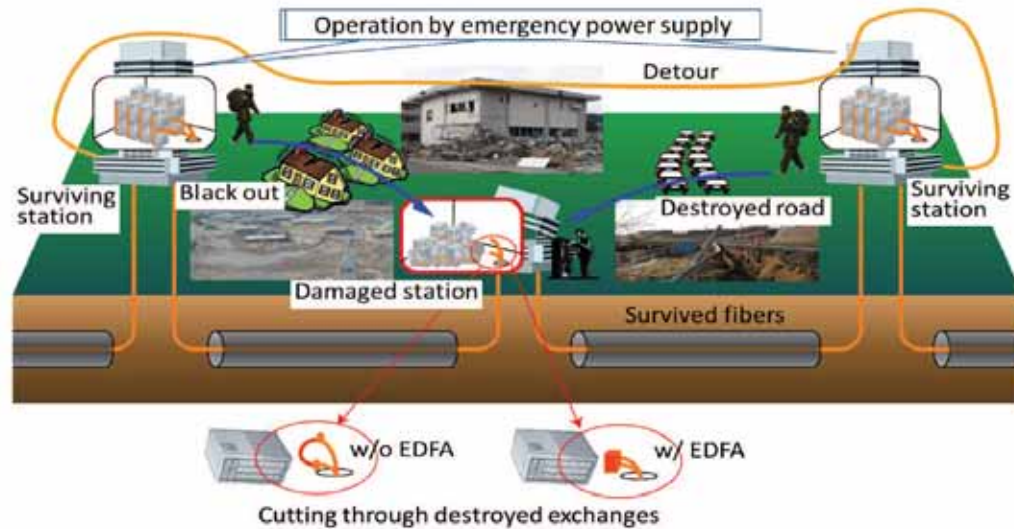 Operation by emergency power supply
Detour
Surviving
station
Black out
Destroyed road
Surviving
station
Damaged station
Survived fibers
w/o EDFA
w/ EDFA
Cutting through destroyed exchanges